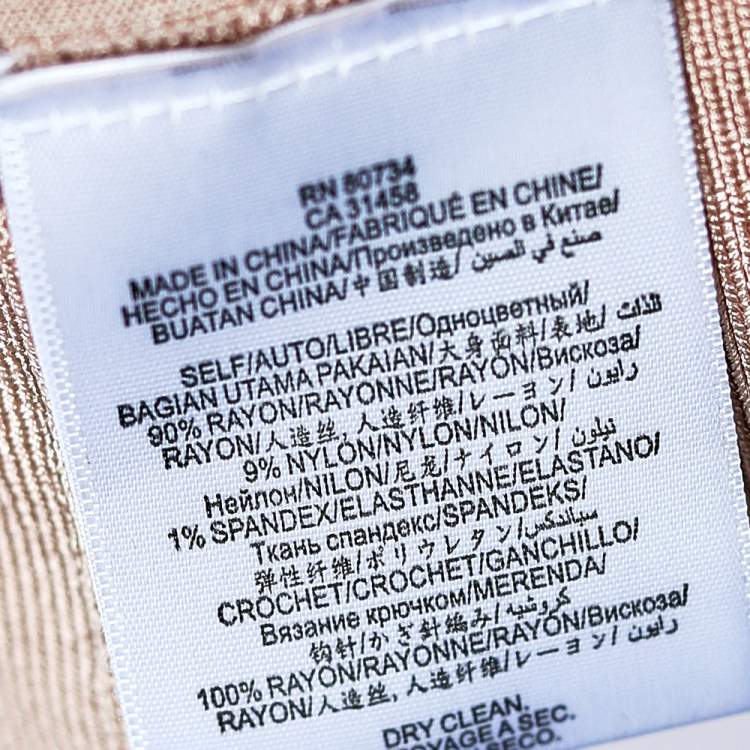 RN 80734
CA 31458
MADE IN CHINA/FABRIQUÉ EN CHINE/
HECHO EN CHINA/Произведено в Китае/
BUATAN CHINA/中国制造/ صنع في الصين
SELF/AUTO/LIBRE/Одноцветный/
BAGIAN UTAMA PAKAIAN/大身面料/表地/ الذات
90% RAYON/RAYONNE/RAYON/Вискоза/
RAYON/人造丝, 人造纤维/レーヨン/ رايون
9% NYLON/NYLON/NILON/
Нейлон/NILON/尼龙/ナイロン/ نيلون
1% SPANDEX/ELASTHANNE/ELASTANO/
Ткань спандекс/SPANDEKS/
弹性纤维/ポリウレタン/ سباندكس
CROCHET/CROCHET/GANCHILLO/
Вязание крючком/MERENDA/
钩针/かぎ針編み/ كروشيه
100% RAYON/RAYONNE/RAYON/Вискоза/
RAYON/人造丝, 人造纤维/レーヨン/ رايون
DRY CLEAN.
OYAGE A SEC.
SECO.